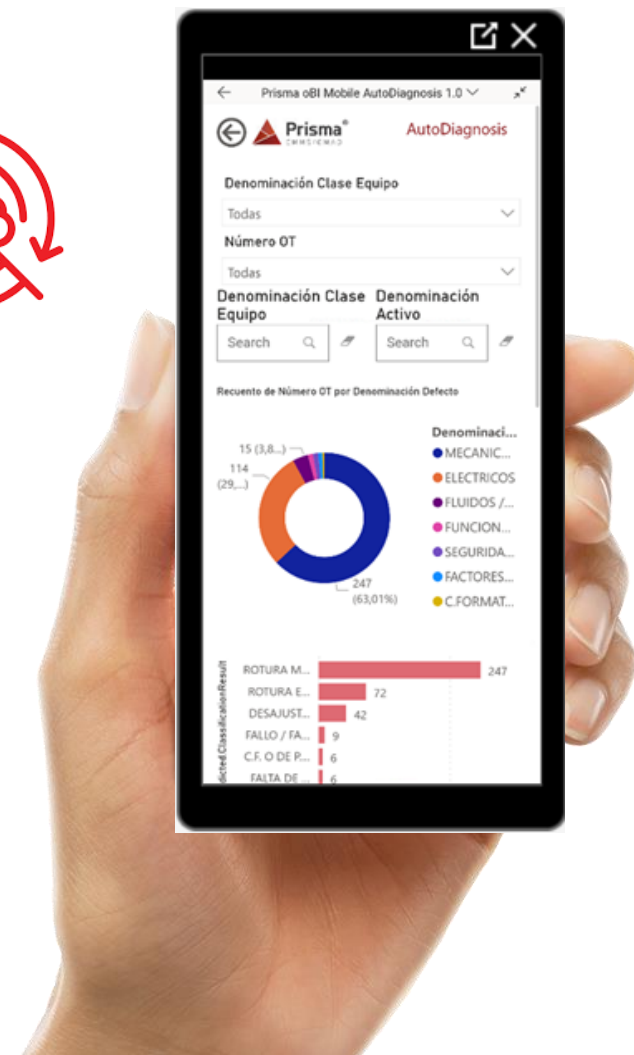 Prisma oBI Mobile AutoDiagnosis 1.0
Prisma®
AutoDiagnosis
Denominación Clase Equipo
Todas
Número OT
Todas
Denominación Clase Equipo
Denominación Activo
Search
Search
Recuento de Número OT por Denominación Defecto
15 (3,8...)
114
(29,...)
247
(63,01%)
Denominaci...
MECANIC...
ELECTRICOS
FLUIDOS /...
FUNCION...
SEGURIDA...
FACTORES...
C.FORMAT...
ROTURA M... 247
ROTURA E... 72
DESAJUST... 42
FALLO / FA... 9
C.F. O DE P... 6
FALTA DE ... 6
dicted.ClassificationResult